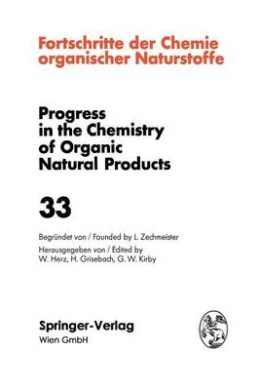 Fortschritte der Chemie
organischer Naturstoffe
Progress
in the Chemistry
of Organic
Natural Products
33
Begründet von / Founded by L. Zechmeister
Herausgegeben von / Edited by
W. Herz, H. Grisebach, G. W. Kirby
Springer-Verlag
Wien GmbH